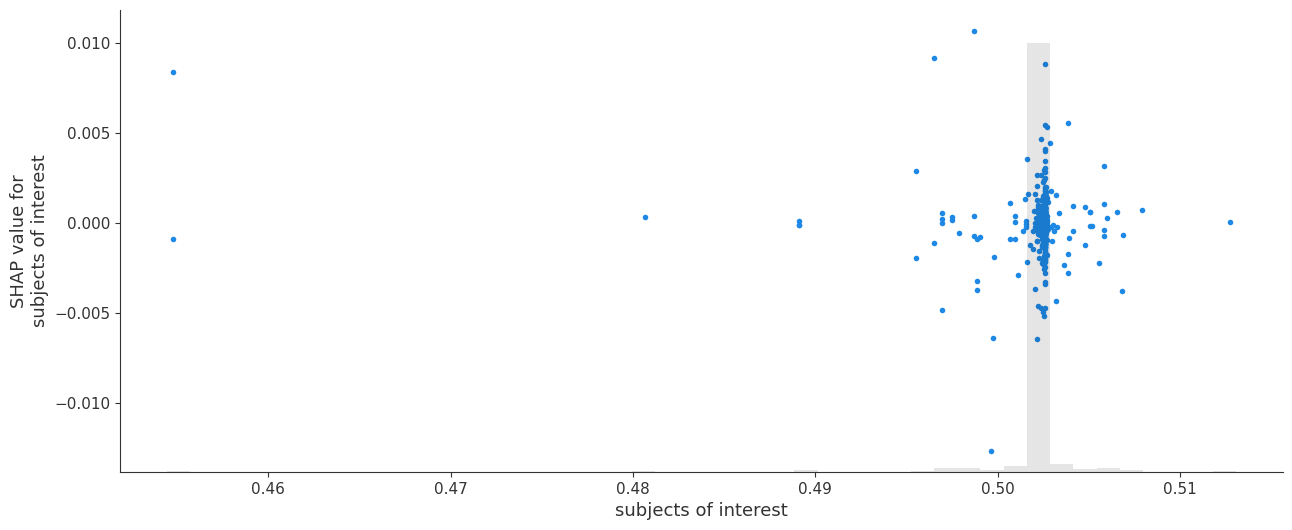 0.010
0.005
0.000
−0.005
−0.010
SHAP value for
subjects of interest
0.46 0.47 0.48 0.49 0.50 0.51
subjects of interest